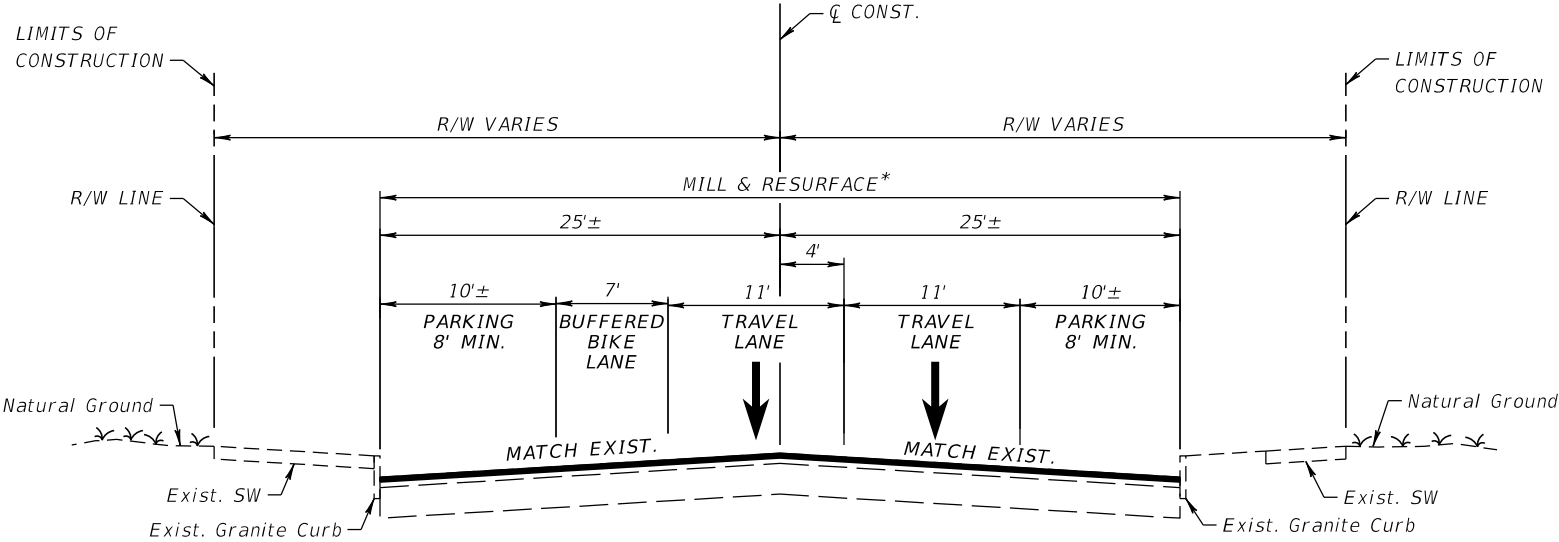 ℄ CONST.
LIMITS OF
CONSTRUCTION
LIMITS OF
CONSTRUCTION
R/W VARIES
R/W VARIES
MILL & RESURFACE*
R/W LINE
R/W LINE
25'±
25'±
4'
10'±
7'
11'
11'
10'±
PARKING
8' MIN.
BUFFERED
BIKE
LANE
TRAVEL
LANE
TRAVEL
LANE
PARKING
8' MIN.
Natural Ground
Natural Ground
MATCH EXIST.
MATCH EXIST.
Exist. SW
Exist. SW
Exist. Granite Curb
Exist. Granite Curb